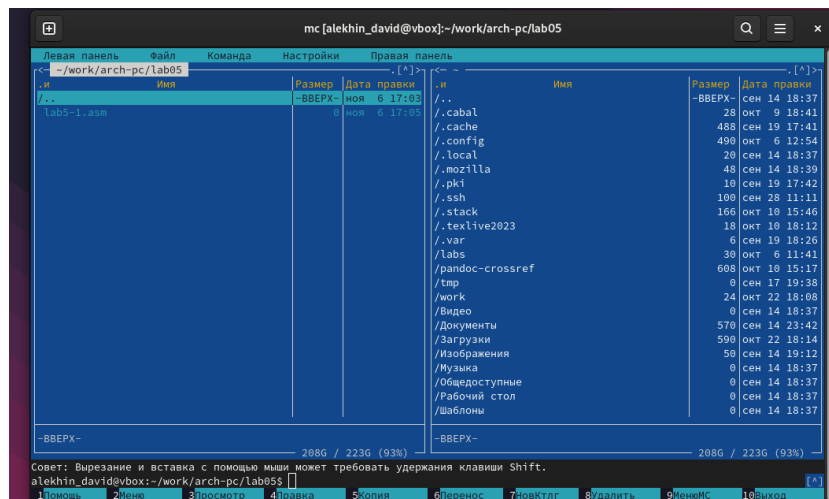 mc [alekhin_david@vbox]:~/work/arch-pc/lab05
Левая панель Файл Команда Настройки Правая панель
<— ~/work/arch-pc/lab05 .[^]>
.и Имя Размер Дата правки
/.. -ВВЕРХ- ноя 6 17:03
lab5-1.asm 0 ноя 6 17:05
-ВВЕРХ-
208G / 223G (93%)
<— ~ .[^]>
.и Имя Размер Дата правки
/.. -ВВЕРХ- сен 14 18:37
/.cabal 28 окт 9 18:41
/.cache 488 сен 19 17:41
/.config 490 окт 6 12:54
/.local 20 сен 14 18:37
/.mozilla 48 сен 14 18:39
/.pki 10 сен 19 17:42
/.ssh 100 сен 28 11:11
/.stack 166 окт 10 15:46
/.texlive2023 18 окт 10 18:12
/.var 6 сен 19 18:26
/labs 30 окт 6 11:41
/pandoc-crossref 608 окт 10 15:17
/tmp 0 сен 17 19:38
/work 24 окт 22 18:08
/Видео 0 сен 14 18:37
/Документы 570 сен 14 23:42
/Загрузки 590 окт 22 18:14
/Изображения 50 сен 14 19:12
/Музыка 0 сен 14 18:37
/Общедоступные 0 сен 14 18:37
/Рабочий стол 0 сен 14 18:37
/Шаблоны 0 сен 14 18:37
-ВВЕРХ-
208G / 223G (93%)
Совет: Вырезание и вставка с помощью мыши может требовать удержания клавиши Shift.
alekhin_david@vbox:~/work/arch-pc/lab05$ [^]
1Помощь 2Меню 3Просмотр 4Правка 5Копия 6Перенос 7НовКтлг 8Удалить 9МенюMC 10Выход